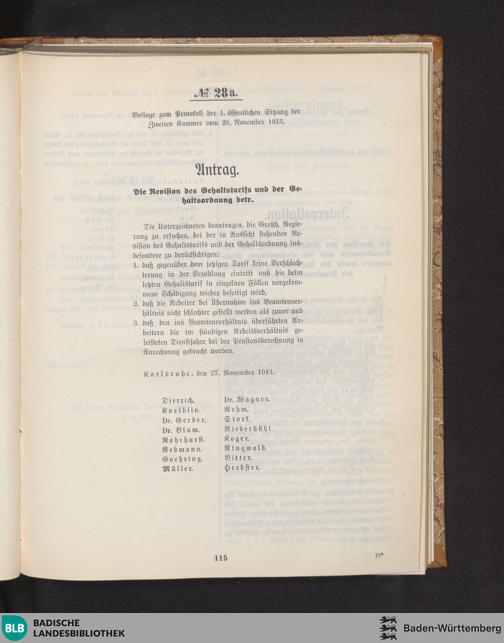 № 28a.
Beilage zum Protokoll der 1. öffentlichen Sitzung der
Zweiten Kammer vom 28. November 1913.
Antrag.
Die Revision des Gehaltstarifs und der Ge-
haltsordnung betr.
Die Unterzeichneten beantragen, die Großh. Regie-
rung zu ersuchen, bei der in Aussicht stehenden Re-
vision des Gehaltstarifs und der Gehaltsordnung ins-
besondere zu berücksichtigen:
1. daß gegenüber dem jetzigen Tarif keine Verschlech-
terung in der Bezahlung eintritt und die beim
letzten Gehaltstarif in einzelnen Fällen vorgekom-
mene Schädigung wieder beseitigt wird,
2. daß die Arbeiter bei Übernahme ins Beamtenver-
hältnis nicht schlechter gestellt werden als zuvor und
3. daß den ins Beamtenverhältnis überführten Ar-
beitern die im ständigen Arbeitsverhältnis ge-
leisteten Dienstjahre bei der Pensionsberechnung in
Anrechnung gebracht werden.
Karlsruhe, den 27. November 1913.
Dietrich.
Koelblin.
Dr. Gerber.
Dr. Blum.
Rohrhurst.
Rebmann.
Goehring.
Müller.
Dr. Wagner.
Rehm.
Stork.
Niederbühl.
Koger.
Ringwald.
Bitter.
Herbster.
115
15*
BLB
BADISCHE
LANDESBIBLIOTHEK
Baden-Württemberg